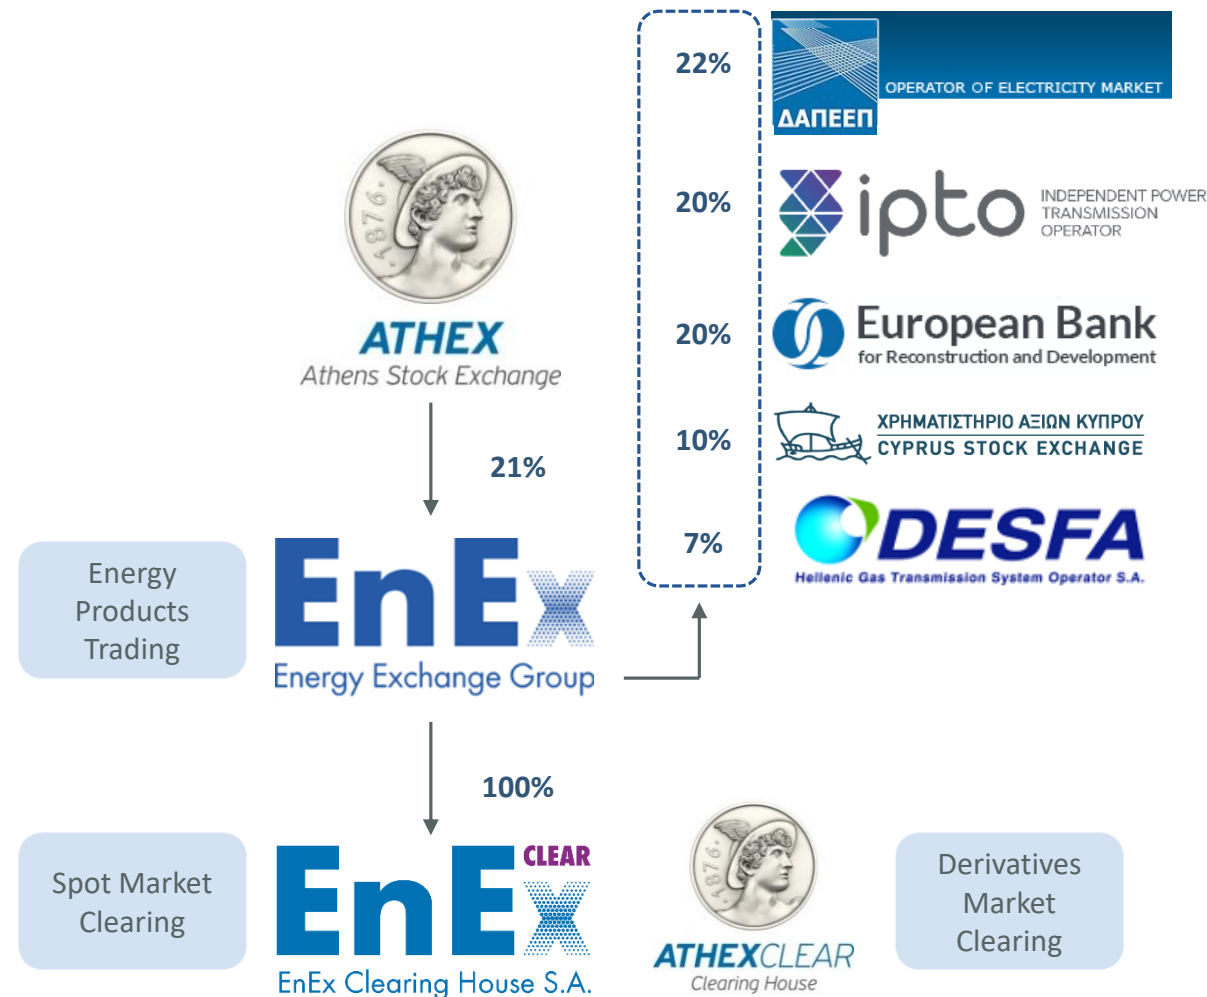 22%
ΔΑΠΕΕΠ
OPERATOR OF ELECTRICITY MARKET
·1876·
ATHEX
Athens Stock Exchange
20%
ipto
INDEPENDENT POWER
TRANSMISSION
OPERATOR
20%
European Bank
for Reconstruction and Development
10%
ΧΡΗΜΑΤΙΣΤΗΡΙΟ ΑΞΙΩΝ ΚΥΠΡΟΥ
CYPRUS STOCK EXCHANGE
21%
7%
DESFA
Hellenic Gas Transmission System Operator S.A.
Energy
Products
Trading
EnEx
Energy Exchange Group
100%
Spot Market
Clearing
EnEx
CLEAR
EnEx Clearing House S.A.
·1876·
ATHEXCLEAR
Clearing House
Derivatives
Market
Clearing